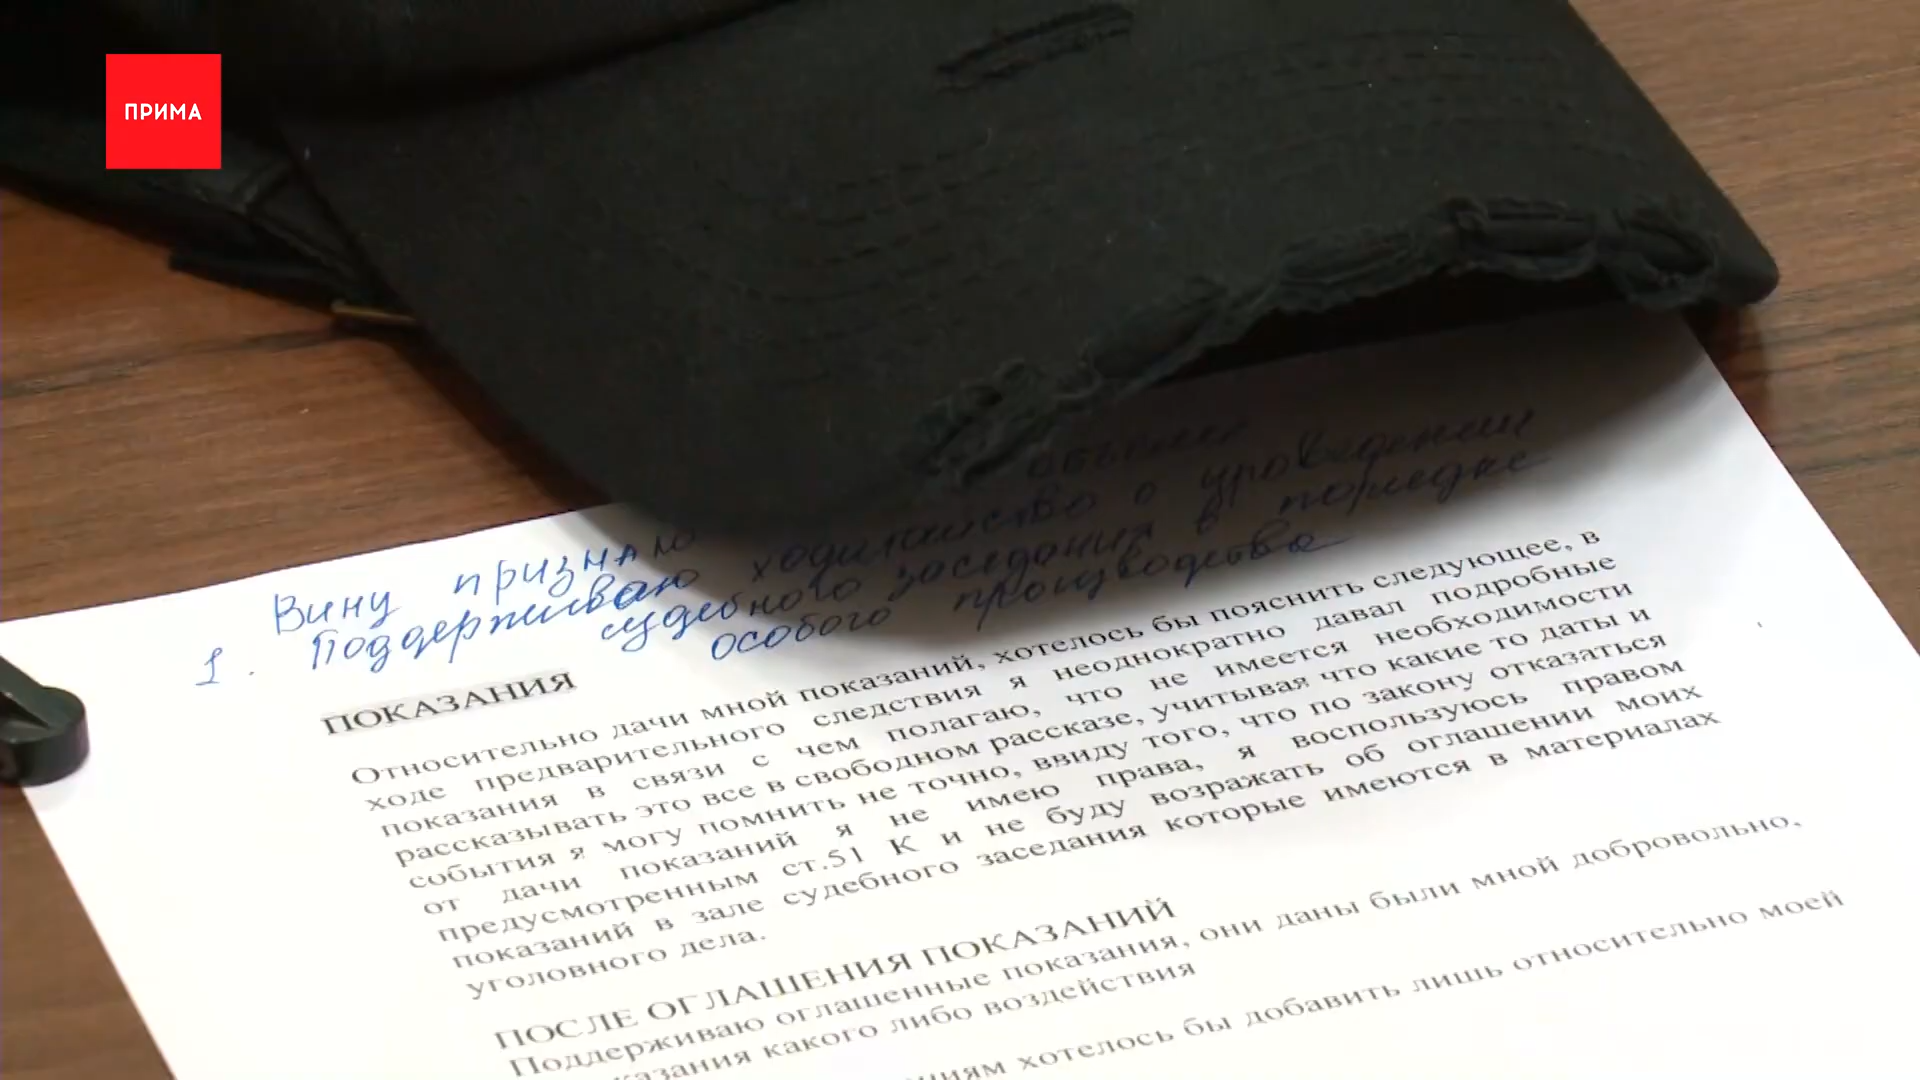 ПРИМА
Вину признаю объеме
1. Поддерживаю ходатайство о проведении
судебного заседания в порядке
особого производства
ПОКАЗАНИЯ
Относительно дачи мной показаний, хотелось бы пояснить следующее, в
ходе предварительного следствия я неоднократно давал подробные
показания в связи с чем полагаю, что не имеется необходимости
рассказывать это все в свободном рассказе, учитывая что какие то даты и
события я могу помнить не точно, ввиду того, что по закону отказаться
от дачи показаний я не имею права, я воспользуюсь правом
предусмотренным ст.51 К и не буду возражать об оглашении моих
показаний в зале судебного заседания которые имеются в материалах
уголовного дела.
ПОСЛЕ ОГЛАШЕНИЯ ПОКАЗАНИЙ
Поддерживаю оглашенные показания, они даны были мной добровольно,
казания какого либо воздействия
ниям хотелось бы добавить лишь относительно моей